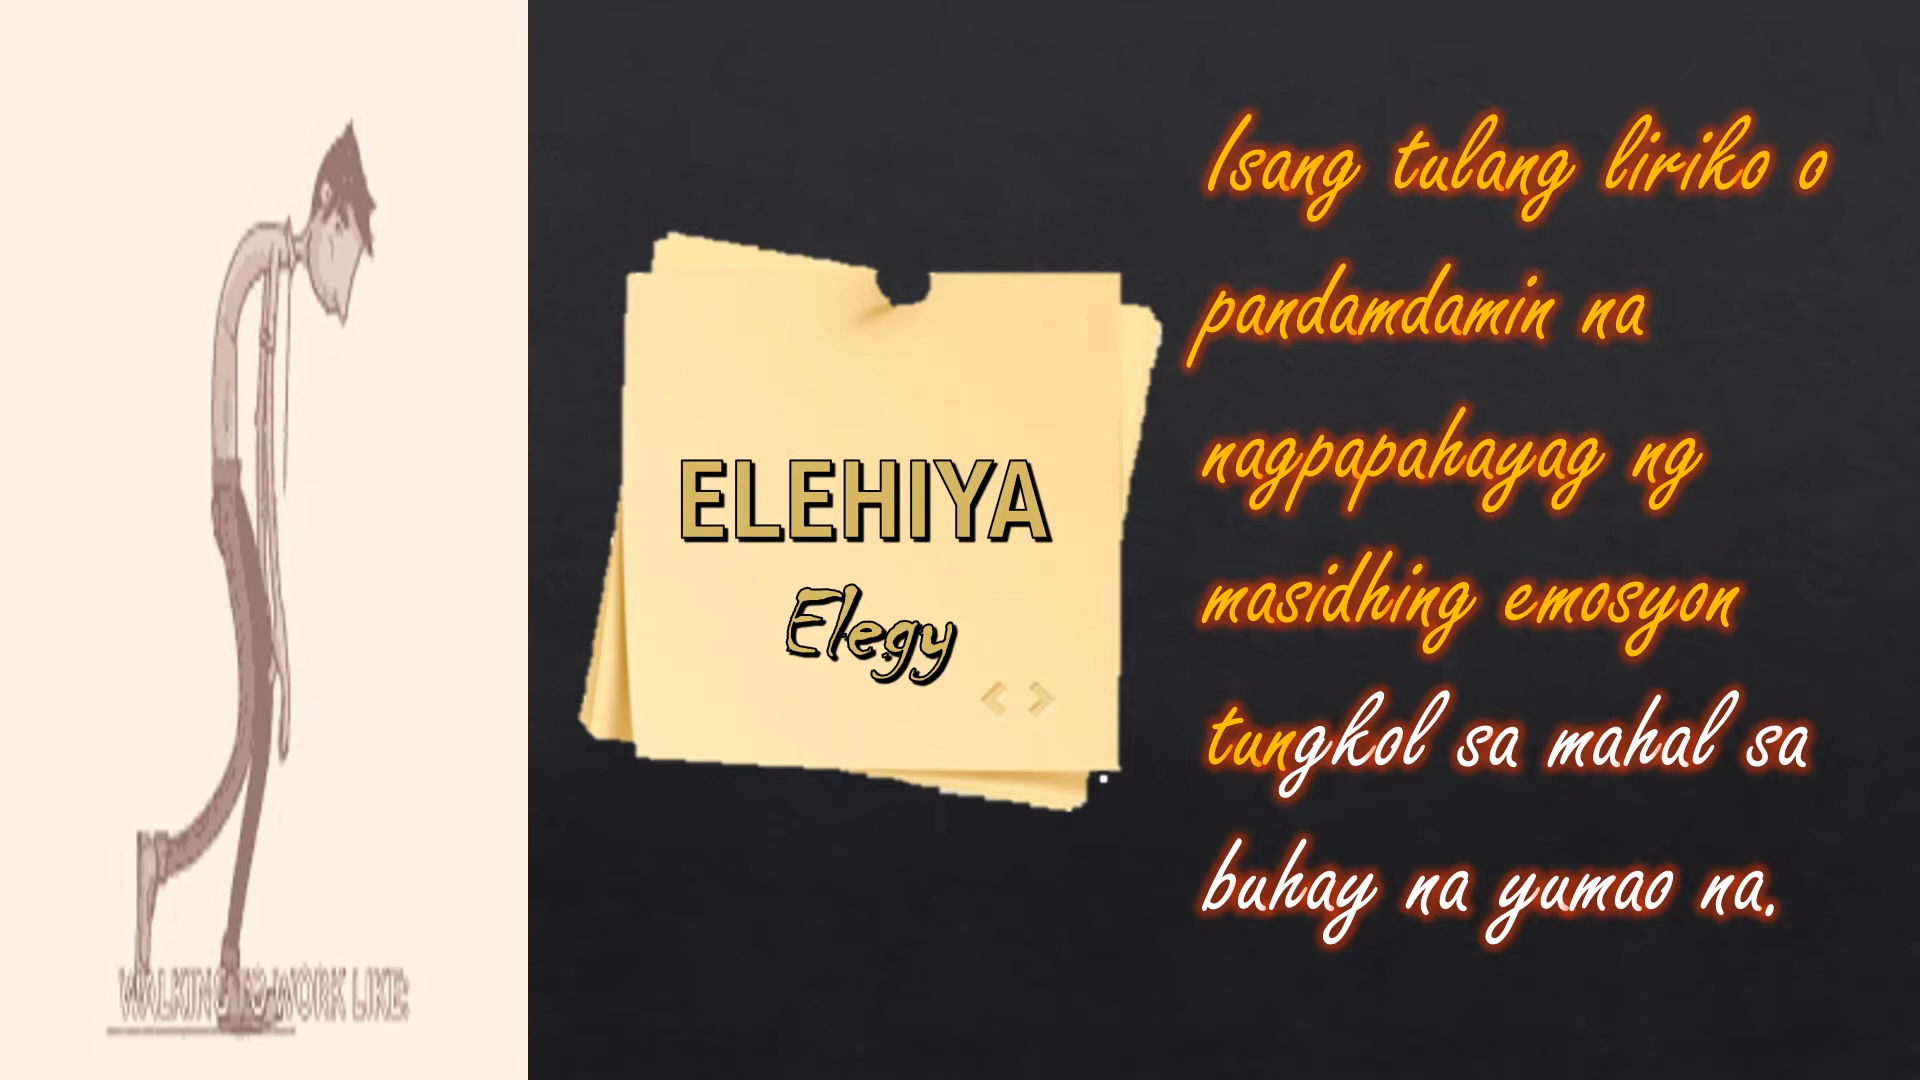 ELEHIYA
Elegy
Isang tulang liriko o
pandamdamin na
nagpapahayag ng
masidhing emosyon
tungkol sa mahal sa
buhay na yumao na.
WALKING TO WORK LIKE